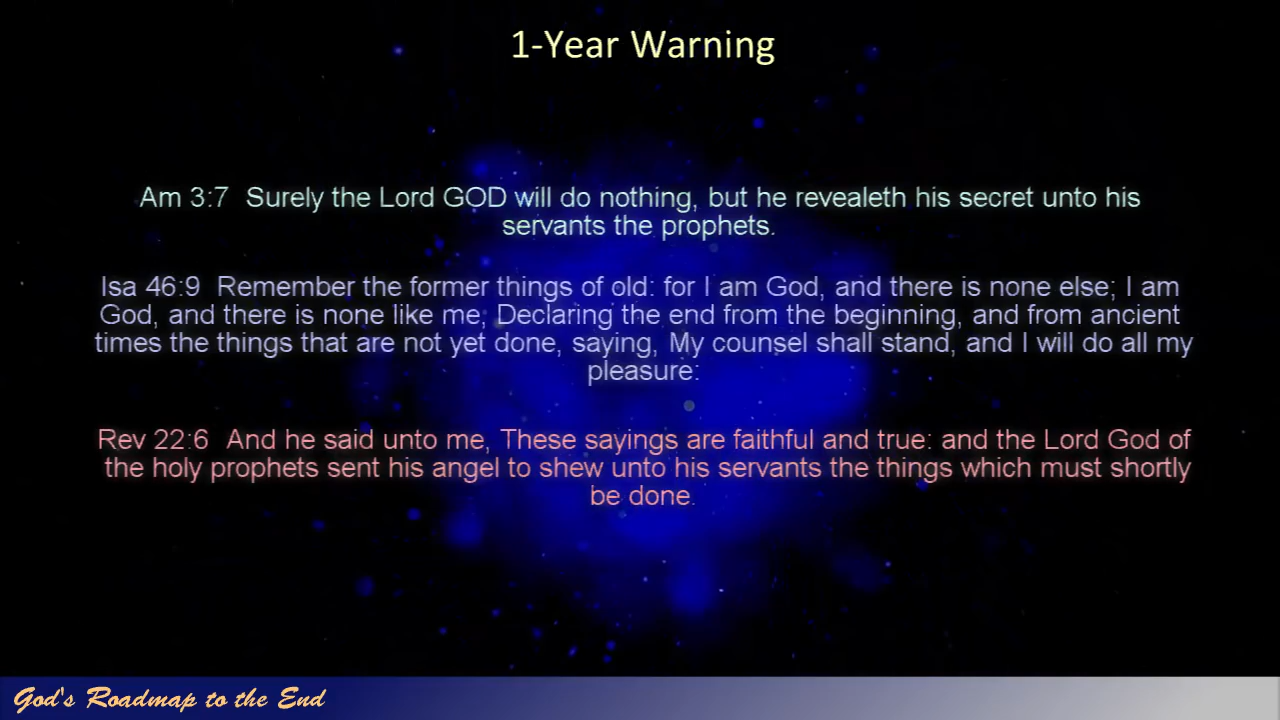 1-Year Warning
Am 3:7  Surely the Lord GOD will do nothing, but he revealeth his secret unto his
servants the prophets.
Isa 46:9  Remember the former things of old: for I am God, and there is none else; I am
God, and there is none like me, Declaring the end from the beginning, and from ancient
times the things that are not yet done, saying, My counsel shall stand, and I will do all my
pleasure:
Rev 22:6  And he said unto me, These sayings are faithful and true: and the Lord God of
the holy prophets sent his angel to shew unto his servants the things which must shortly
be done.
God's Roadmap to the End